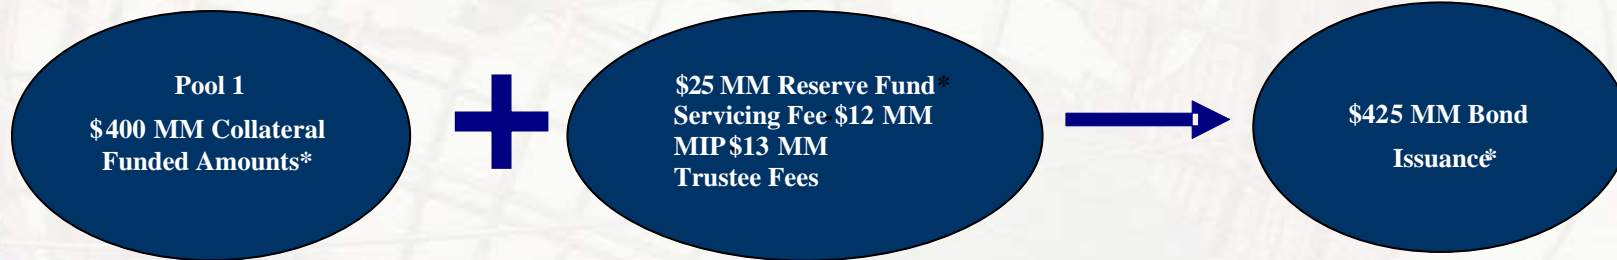 Pool 1
$400 MM Collateral
Funded Amounts*
$25 MM Reserve Fund*
Servicing Fee-$12 MM
MIP $13 MM
Trustee Fees
$425 MM Bond
Issuance*